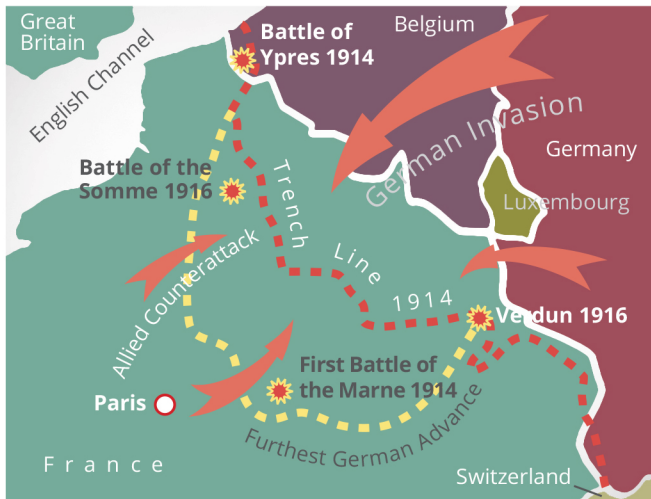 Great
Britain
English Channel
Battle of
Ypres 1914
Belgium
German Invasion
Germany
Luxembourg
Battle of the
Somme 1916
Trench
Line
1914
Allied Counterattack
Verdun 1916
First Battle of
the Marne 1914
Paris
Furthest German Advance
France
Switzerland